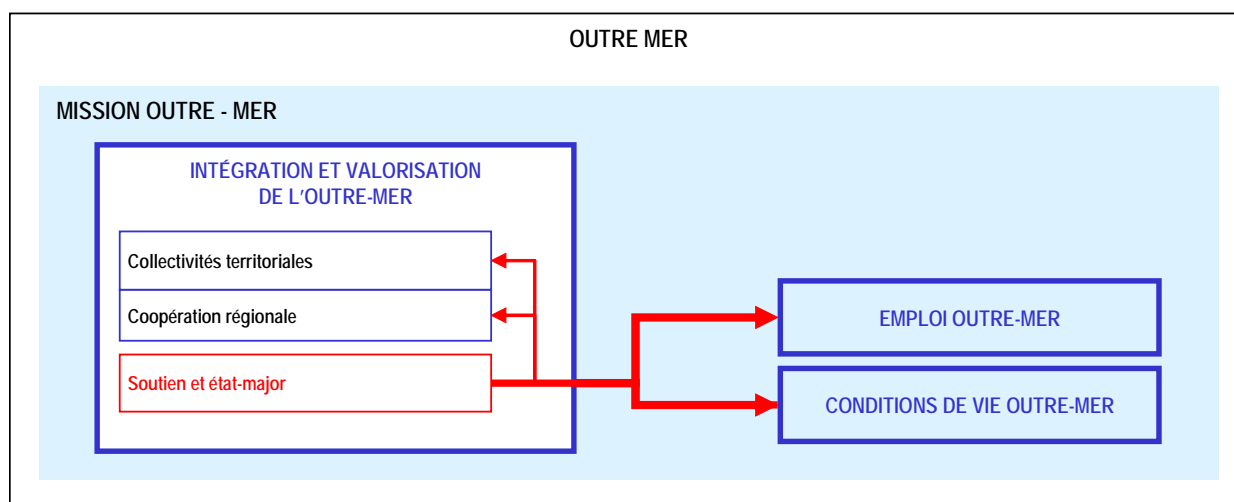 OUTRE MER
MISSION OUTRE - MER
INTÉGRATION ET VALORISATION
DE L'OUTRE-MER
Collectivités territoriales
Coopération régionale
Soutien et état-major
EMPLOI OUTRE-MER
CONDITIONS DE VIE OUTRE-MER